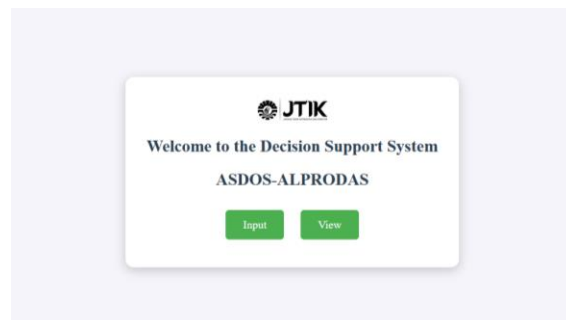 JTIK
Welcome to the Decision Support System
ASDOS-ALPRODAS
Input View